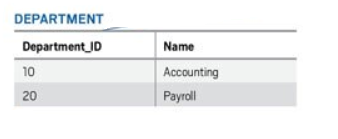 DEPARTMENT
Department_ID Name
10 Accounting
20 Payroll